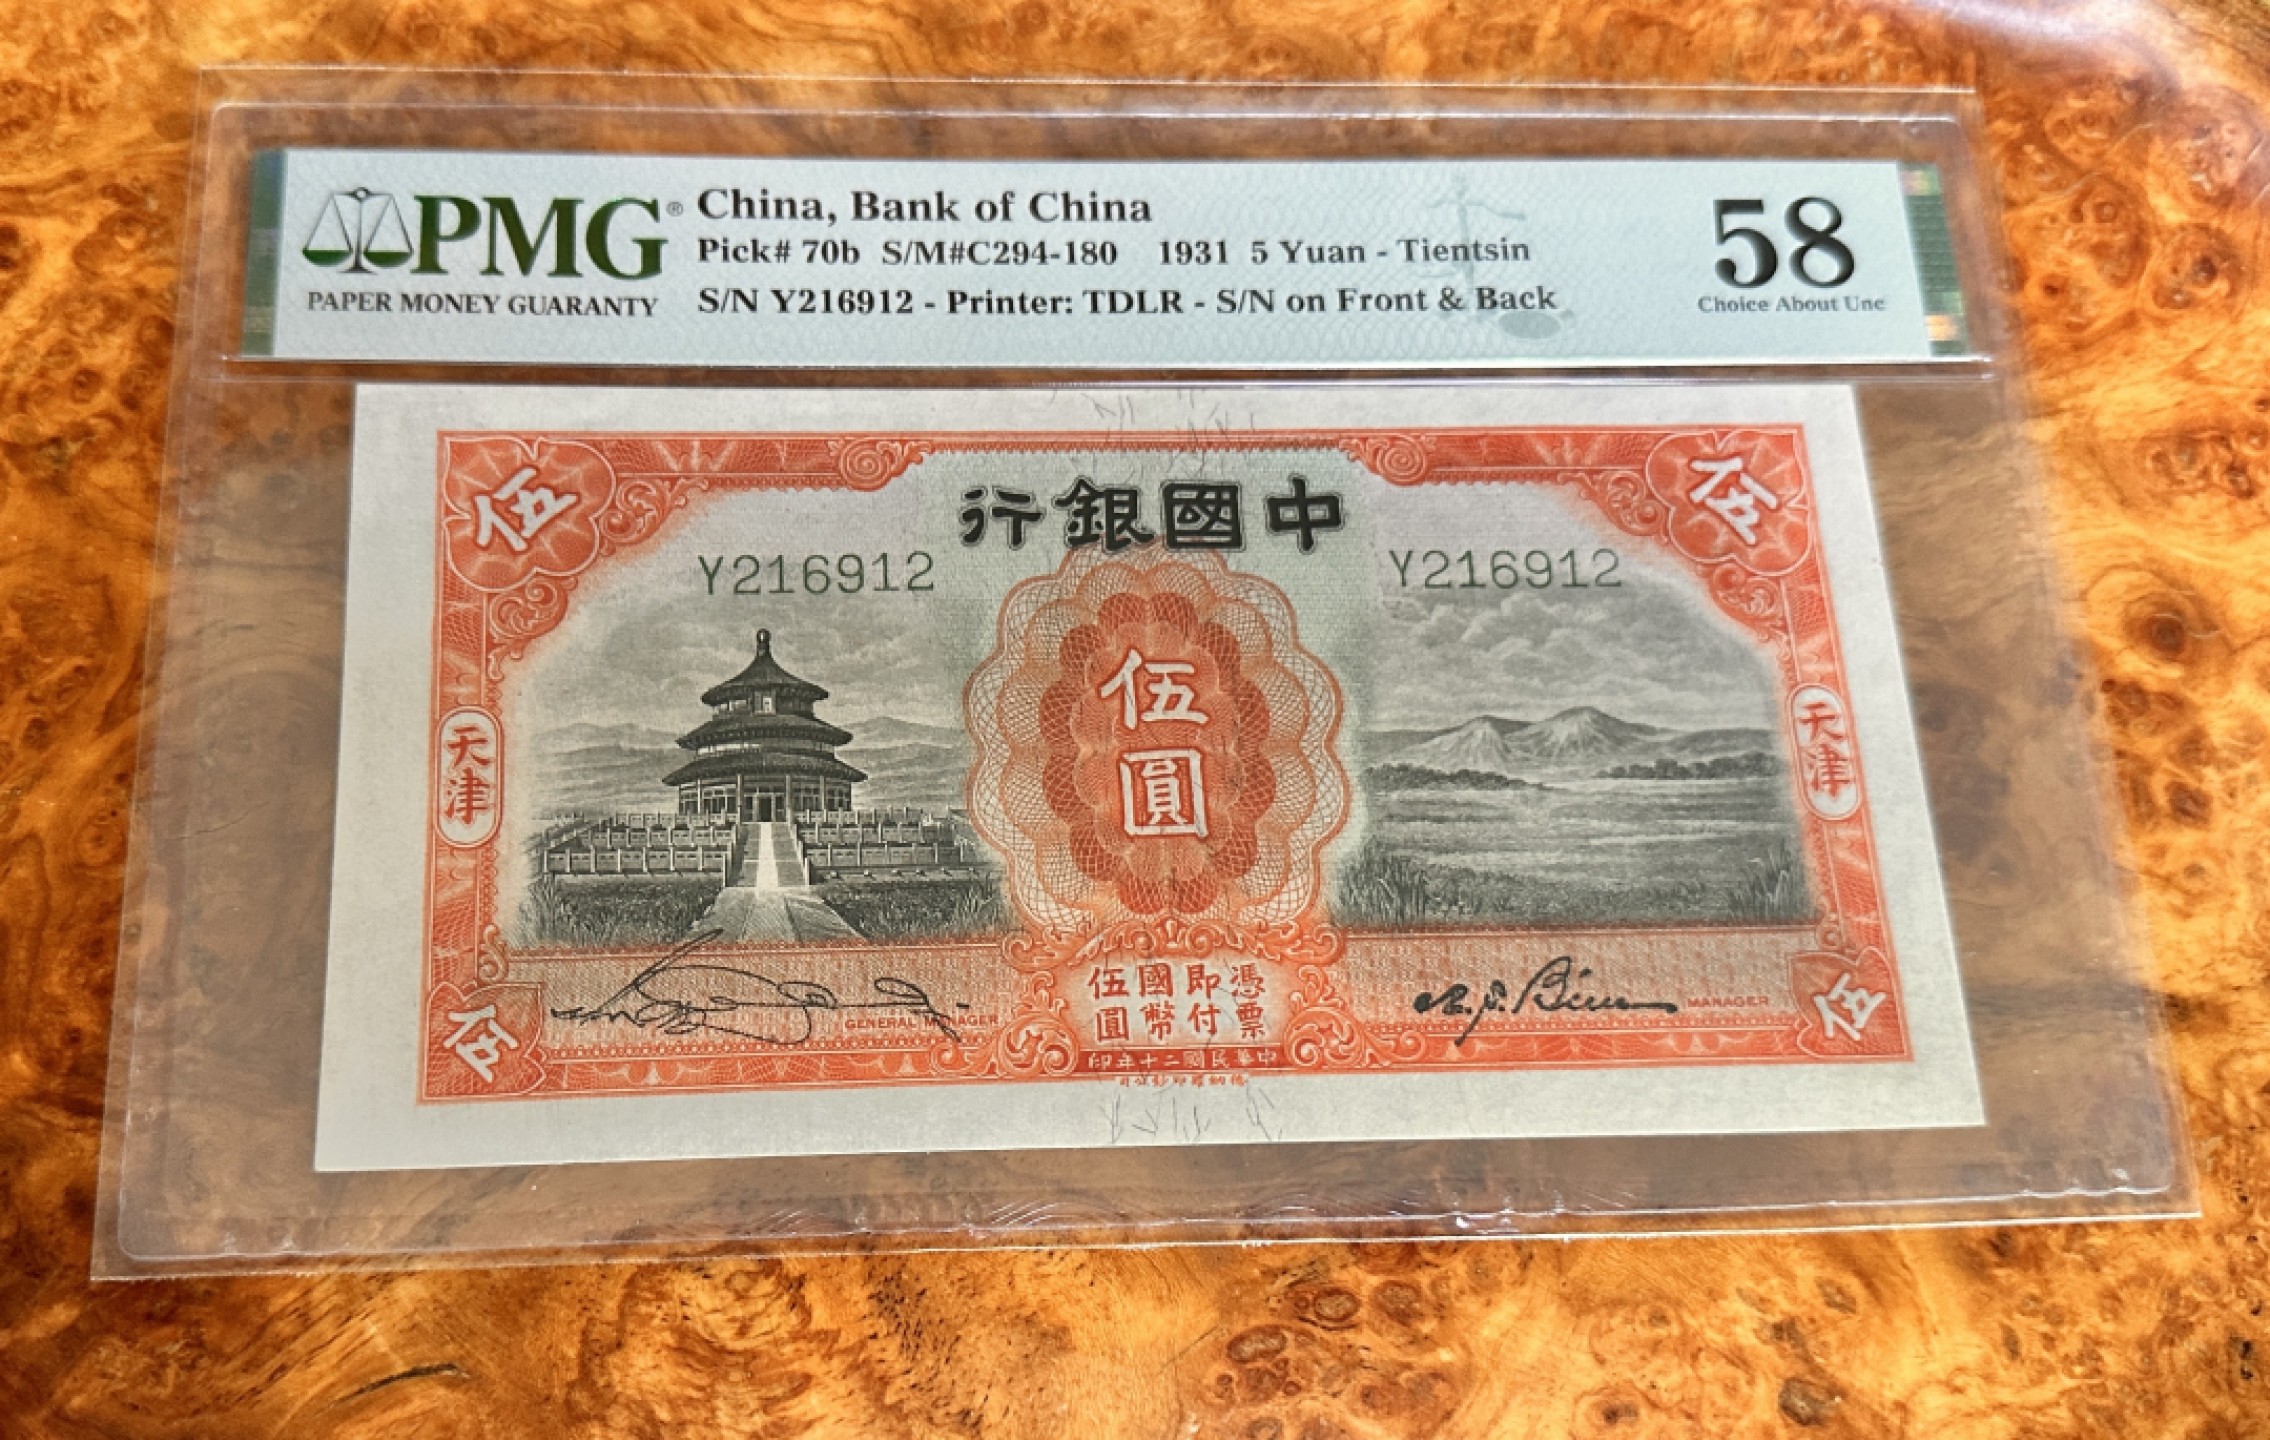 PMG®
PAPER MONEY GUARANTY
China, Bank of China
Pick# 70b S/M#C294-180 1931 5 Yuan - Tientsin
S/N Y216912 - Printer: TDLR - S/N on Front & Back
58
Choice About Unc
伍
伍
行銀國中
Y216912
Y216912
伍
圓
天津
天津
GENERAL MANAGER
憑票
即付
國幣
伍圓
MANAGER
伍
伍
印年十二國民華中